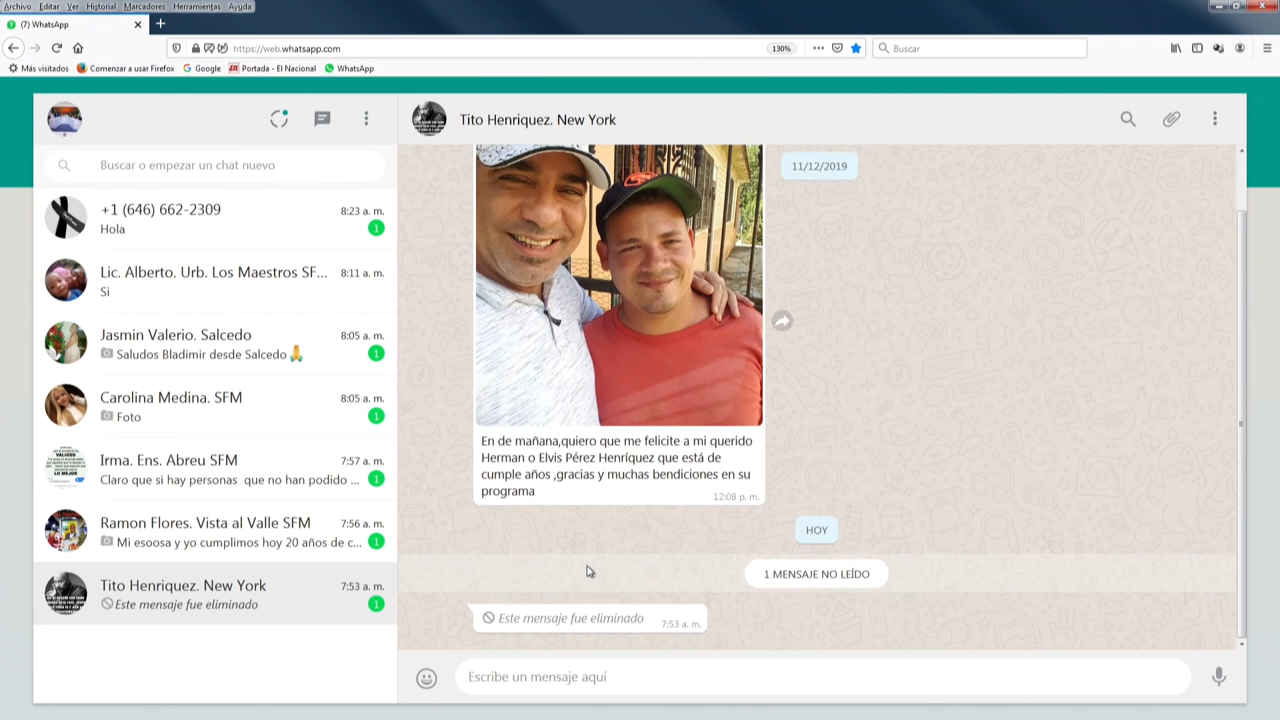 Archivo Editar Ver Historial Marcadores Herramientas Ayuda
(7) WhatsApp
https://web.whatsapp.com
130%
Buscar
Más visitados Comenzar a usar Firefox Google Portada - El Nacional WhatsApp
Tito Henriquez. New York
Buscar o empezar un chat nuevo
+1 (646) 662-2309 8:23 a. m.
Hola 1
Lic. Alberto. Urb. Los Maestros SF... 8:11 a. m.
Si
Jasmin Valerio. Salcedo 8:05 a. m.
Saludos Bladimir desde Salcedo🙏 1
Carolina Medina. SFM 8:05 a. m.
Foto 1
Irma. Ens. Abreu SFM 7:57 a. m.
Claro que si hay personas que no han podido ... 1
Ramon Flores. Vista al Valle SFM 7:56 a. m.
Mi esoosa y yo cumplimos hoy 20 años de c... 1
Tito Henriquez. New York 7:53 a. m.
Este mensaje fue eliminado 1
11/12/2019
En de mañana,quiero que me felicite a mi querido
Herman o Elvis Pérez Henríquez que está de
cumple años ,gracias y muchas bendiciones en su
programa
12:08 p. m.
HOY
1 MENSAJE NO LEÍDO
Este mensaje fue eliminado 7:53 a. m.
Escribe un mensaje aquí